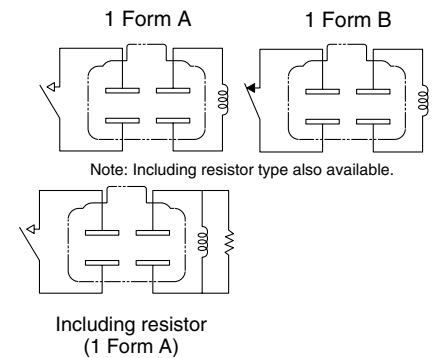 1 Form A
1 Form B
Note: Including resistor type also available.
Including resistor
(1 Form A)